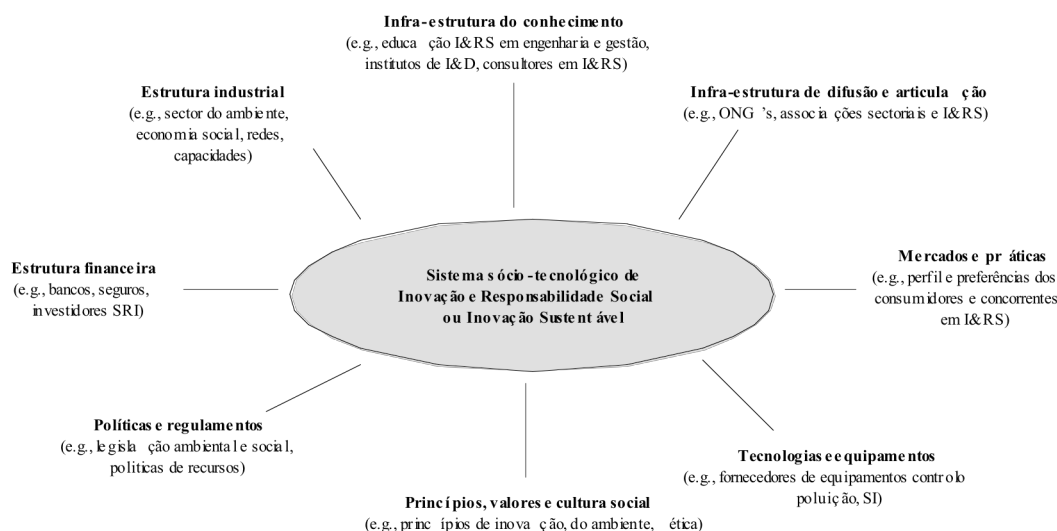 Infra-estrutura do conhecimento
(e.g., educação I&RS em engenharia e gestão,
institutos de I&D, consultores em I&RS)
Estrutura industrial
(e.g., sector do ambiente,
economia social, redes,
capacidades)
Infra-estrutura de difusão e articulação
(e.g., ONG's, associações sectoriais e I&RS)
Estrutura financeira
(e.g., bancos, seguros,
investidores SRI)
Sistema sócio-tecnológico de
Inovação e Responsabilidade Social
ou Inovação Sustentável
Mercados e práticas
(e.g., perfil e preferências dos
consumidores e concorrentes
em I&RS)
Políticas e regulamentos
(e.g., legislação ambiental e social,
politicas de recursos)
Tecnologias e equipamentos
(e.g., fornecedores de equipamentos controlo
poluição, SI)
Princípios, valores e cultura social
(e.g., princípios de inovação, do ambiente, ética)